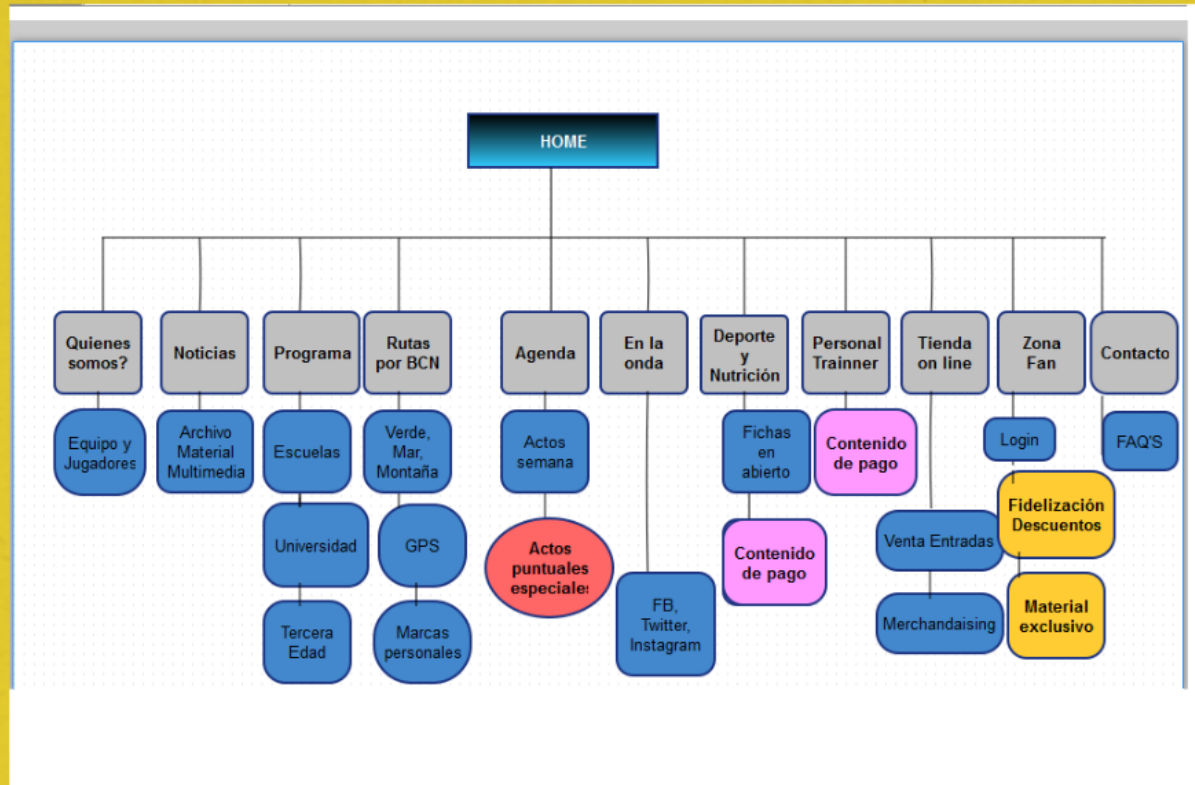 HOME
Quienes
somos?
Noticias
Programa
Rutas
por BCN
Agenda
En la
onda
Deporte
y
Nutrición
Personal
Trainner
Tienda
on line
Zona
Fan
Contacto
Equipo y
Jugadores
Archivo
Material
Multimedia
Escuelas
Verde,
Mar,
Montaña
Actos
semana
Fichas
en
abierto
Contenido
de pago
Login
FAQ'S
Universidad
GPS
Actos
puntuales
especiales
Contenido
de pago
Venta Entradas
Fidelización
Descuentos
Tercera
Edad
Marcas
personales
FB,
Twitter,
Instagram
Merchandaising
Material
exclusivo